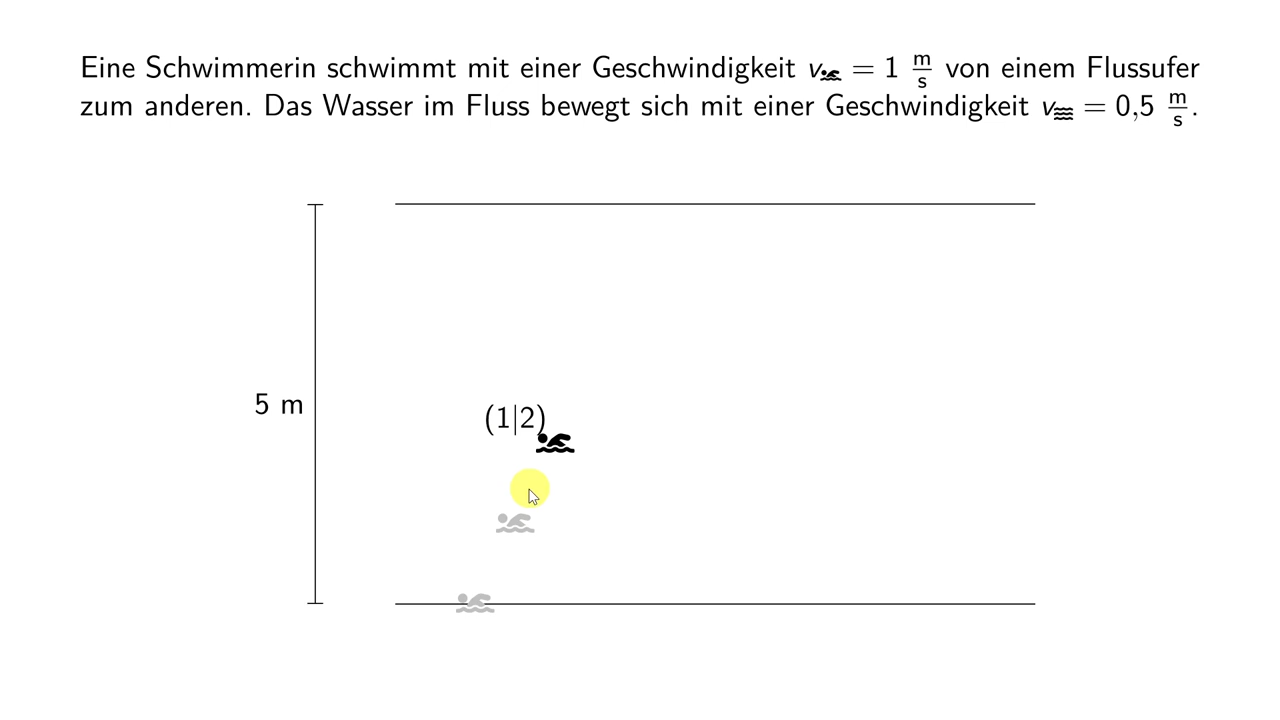 Eine Schwimmerin schwimmt mit einer Geschwindigkeit v = 1 m/s von einem Flussufer
zum anderen. Das Wasser im Fluss bewegt sich mit einer Geschwindigkeit v = 0,5 m/s.
5 m
(1|2)